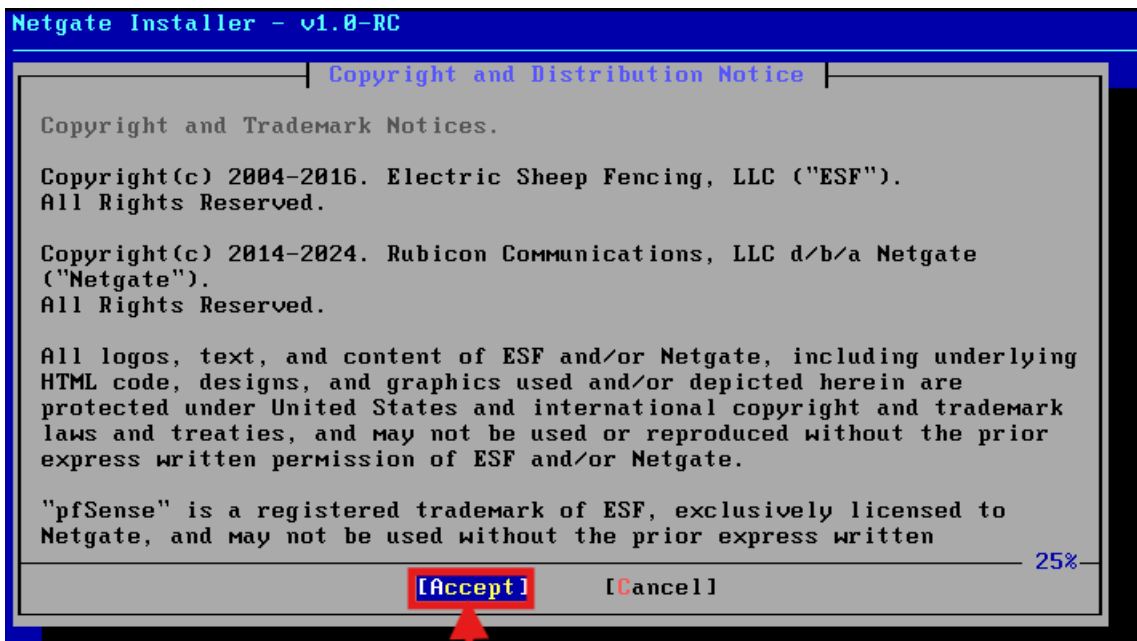 Netgate Installer - v1.0-RC
Copyright and Distribution Notice
Copyright and Trademark Notices.
Copyright(c) 2004-2016. Electric Sheep Fencing, LLC ("ESF").
All Rights Reserved.
Copyright(c) 2014-2024. Rubicon Communications, LLC d/b/a Netgate
("Netgate").
All Rights Reserved.
All logos, text, and content of ESF and/or Netgate, including underlying
HTML code, designs, and graphics used and/or depicted herein are
protected under United States and international copyright and trademark
laws and treaties, and may not be used or reproduced without the prior
express written permission of ESF and/or Netgate.
"pfSense" is a registered trademark of ESF, exclusively licensed to
Netgate, and may not be used without the prior express written
25%
[Accept] [Cancel]